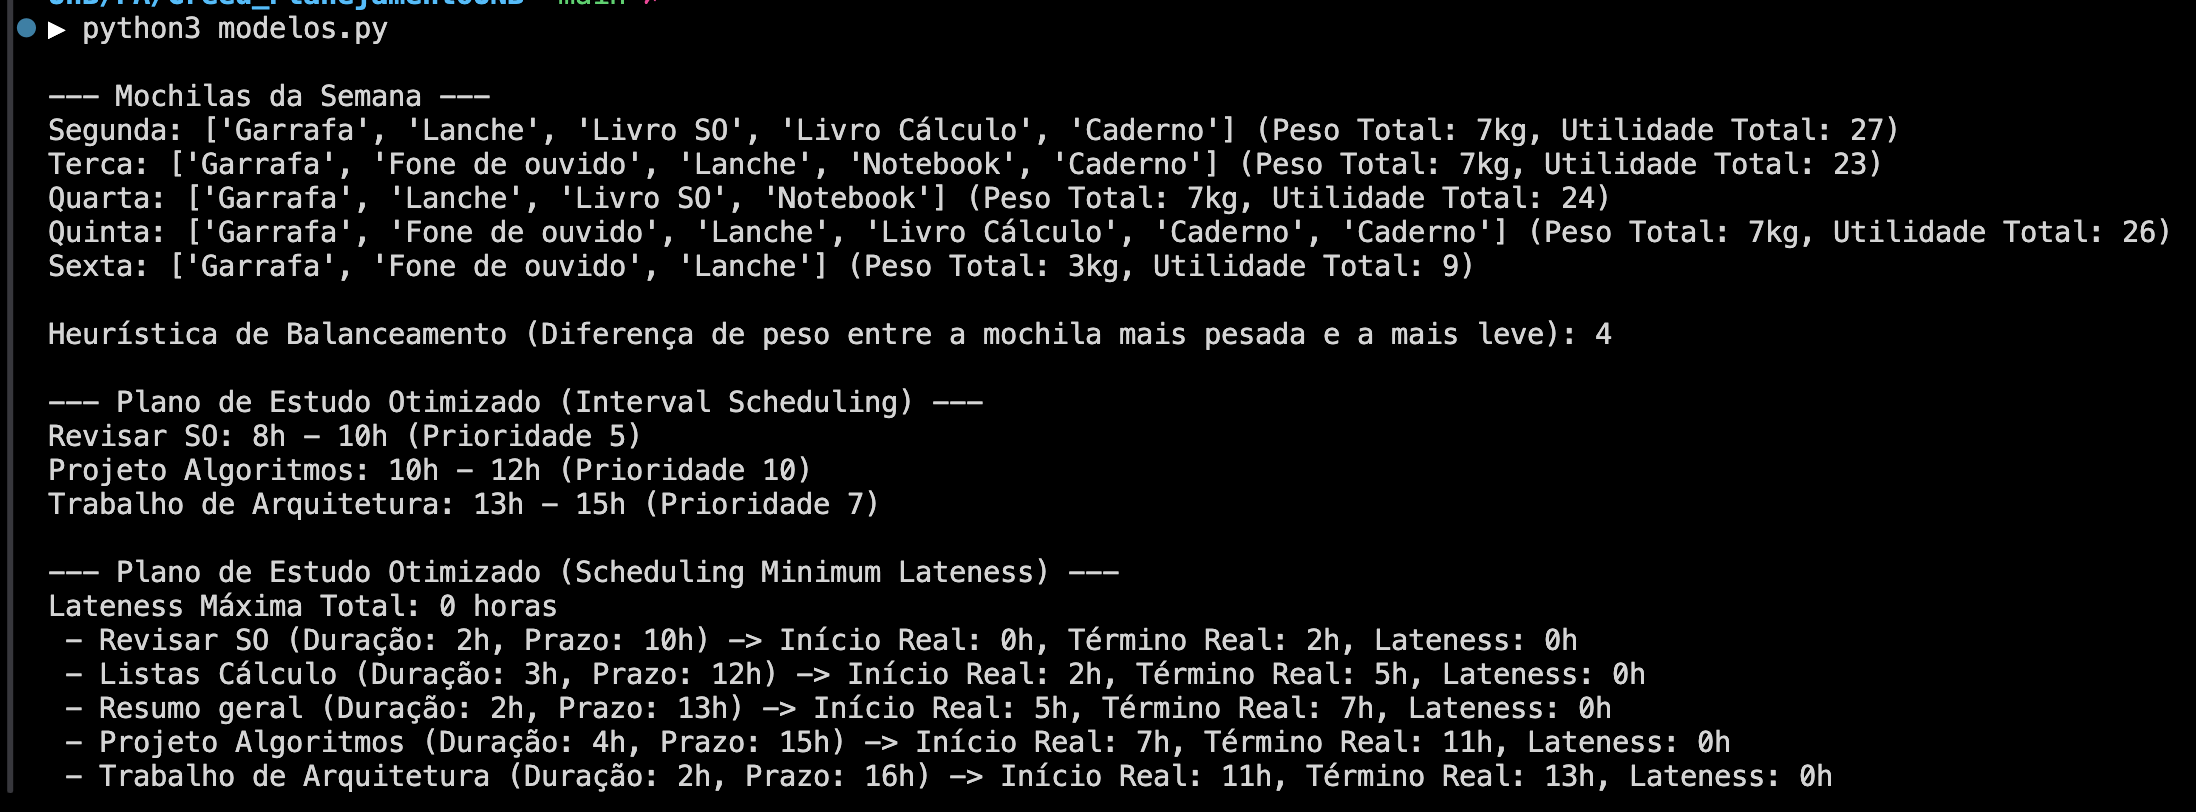 ▶ python3 modelos.py
--- Mochilas da Semana ---
Segunda: ['Garrafa', 'Lanche', 'Livro SO', 'Livro Cálculo', 'Caderno'] (Peso Total: 7kg, Utilidade Total: 27)
Terca: ['Garrafa', 'Fone de ouvido', 'Lanche', 'Notebook', 'Caderno'] (Peso Total: 7kg, Utilidade Total: 23)
Quarta: ['Garrafa', 'Lanche', 'Livro SO', 'Notebook'] (Peso Total: 7kg, Utilidade Total: 24)
Quinta: ['Garrafa', 'Fone de ouvido', 'Lanche', 'Livro Cálculo', 'Caderno', 'Caderno'] (Peso Total: 7kg, Utilidade Total: 26)
Sexta: ['Garrafa', 'Fone de ouvido', 'Lanche'] (Peso Total: 3kg, Utilidade Total: 9)
Heurística de Balanceamento (Diferença de peso entre a mochila mais pesada e a mais leve): 4
--- Plano de Estudo Otimizado (Interval Scheduling) ---
Revisar SO: 8h - 10h (Prioridade 5)
Projeto Algoritmos: 10h - 12h (Prioridade 10)
Trabalho de Arquitetura: 13h - 15h (Prioridade 7)
--- Plano de Estudo Otimizado (Scheduling Minimum Lateness) ---
Lateness Máxima Total: 0 horas
- Revisar SO (Duração: 2h, Prazo: 10h) -> Início Real: 0h, Término Real: 2h, Lateness: 0h
- Listas Cálculo (Duração: 3h, Prazo: 12h) -> Início Real: 2h, Término Real: 5h, Lateness: 0h
- Resumo geral (Duração: 2h, Prazo: 13h) -> Início Real: 5h, Término Real: 7h, Lateness: 0h
- Projeto Algoritmos (Duração: 4h, Prazo: 15h) -> Início Real: 7h, Término Real: 11h, Lateness: 0h
- Trabalho de Arquitetura (Duração: 2h, Prazo: 16h) -> Início Real: 11h, Término Real: 13h, Lateness: 0h